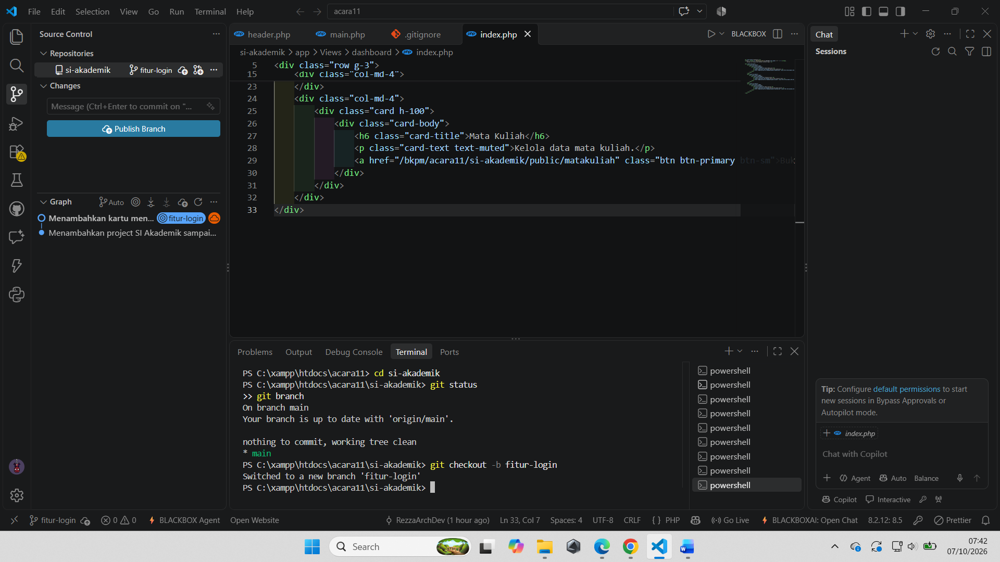 File Edit Selection View Go Run Terminal Help
acara11
Source Control
Repositories
si-akademik fitur-login
Changes
Message (Ctrl+Enter to commit on "...
Publish Branch
Graph Auto
Menambahkan kartu men... fitur-login
Menambahkan project SI Akademik sampai...
header.php main.php .gitignore index.php
BLACKBOX
si-akademik > app > Views > dashboard > index.php
5 <div class="row g-3">
15 <div class="col-md-4">
23 </div>
24 <div class="col-md-4">
25 <div class="card h-100">
26 <div class="card-body">
27 <h6 class="card-title">Mata Kuliah</h6>
28 <p class="card-text text-muted">Kelola data mata kuliah.</p>
29 <a href="/bkpm/acara11/si-akademik/public/matakuliah" class="btn btn-primary btn-sm">Buk
30 </div>
31 </div>
32 </div>
33 </div>
Problems Output Debug Console Terminal Ports
PS C:\xampp\htdocs\acara11> cd si-akademik
PS C:\xampp\htdocs\acara11\si-akademik> git status
>> git branch
On branch main
Your branch is up to date with 'origin/main'.
nothing to commit, working tree clean
* main
PS C:\xampp\htdocs\acara11\si-akademik> git checkout -b fitur-login
Switched to a new branch 'fitur-login'
PS C:\xampp\htdocs\acara11\si-akademik>
powershell
powershell
powershell
powershell
powershell
powershell
powershell
powershell
powershell
Chat
Sessions
Tip: Configure default permissions to start
new sessions in Bypass Approvals or
Autopilot mode.
index.php
Chat with Copilot
Agent Auto Balance
Copilot Interactive
fitur-login 0 0 BLACKBOX Agent Open Website RezzaArchDev (1 hour ago) Ln 33, Col 7 Spaces: 4 UTF-8 CRLF { } PHP Go Live BLACKBOXAI: Open Chat 8.2.12: 8.5 Prettier
Search
07:42
07/10/2026